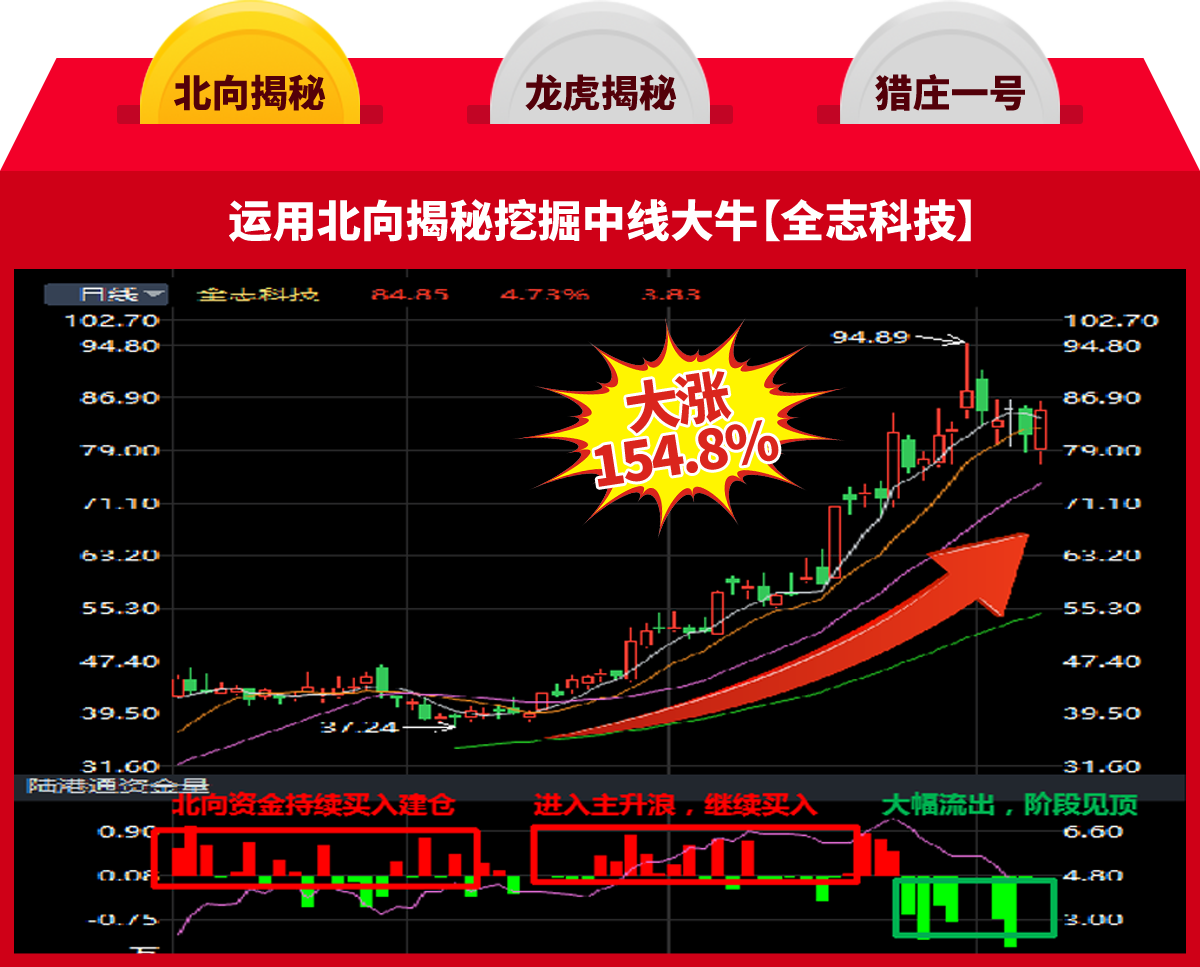 北向揭秘
龙虎揭秘
猎庄一号
运用北向揭秘挖掘中线大牛【全志科技】
日线 全志科技 84.85 4.73% 3.83
102.70 102.70
94.80 94.89 94.80
86.90 86.90
大涨
154.8%
79.00 79.00
71.10 71.10
63.20 63.20
55.30 55.30
47.40 47.40
39.50 39.50
37.24
31.60 31.60
陆港通资金量
北向资金持续买入建仓 进入主升浪，继续买入 大幅流出，阶段见顶
0.90 6.60
0.08 4.80
-0.75 3.00
万